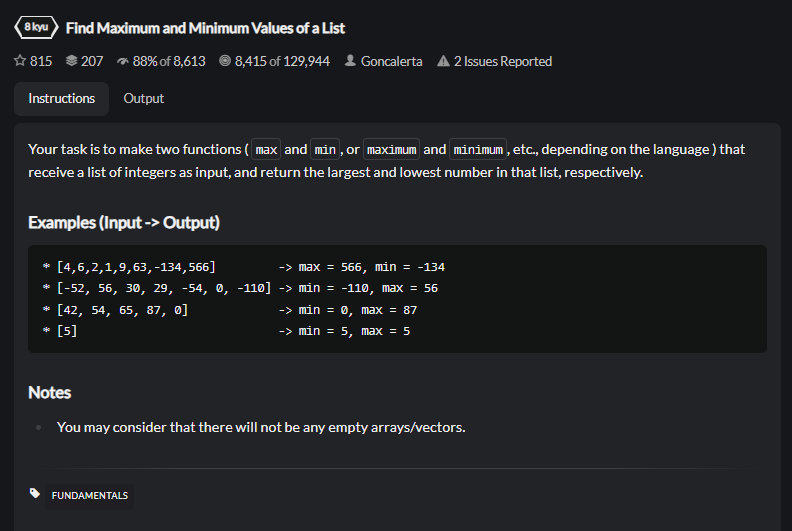 8 kyu Find Maximum and Minimum Values of a List
815 207 88% of 8,613 8,415 of 129,944 Goncalerta 2 Issues Reported
Instructions Output
Your task is to make two functions ( max and min, or maximum and minimum, etc., depending on the language ) that
receive a list of integers as input, and return the largest and lowest number in that list, respectively.
Examples (Input -> Output)
* [4,6,2,1,9,63,-134,566] -> max = 566, min = -134
* [-52, 56, 30, 29, -54, 0, -110] -> min = -110, max = 56
* [42, 54, 65, 87, 0] -> min = 0, max = 87
* [5] -> min = 5, max = 5
Notes
• You may consider that there will not be any empty arrays/vectors.
FUNDAMENTALS